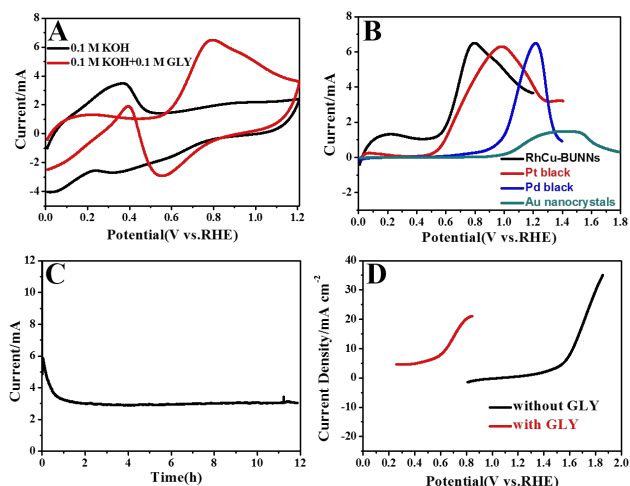 A
0.1 M KOH
0.1 M KOH+0.1 M GLY
Current/mA
8
6
4
2
0
-2
-4
0.0 0.2 0.4 0.6 0.8 1.0 1.2
Potential(V vs.RHE)
B
Current/mA
8
6
4
2
0
RhCu-BUNNs
Pt black
Pd black
Au nanocrystals
0.0 0.2 0.4 0.6 0.8 1.0 1.2 1.4 1.6 1.8
Potential(V vs.RHE)
C
Current/mA
12
10
8
6
4
2
0
0 2 4 6 8 10 12
Time(h)
D
Current Density/mA cm-2
40
30
20
10
0
-10
-20
without GLY
with GLY
0.0 0.2 0.4 0.6 0.8 1.0 1.2 1.4 1.6 1.8 2.0
Potential(V vs.RHE)